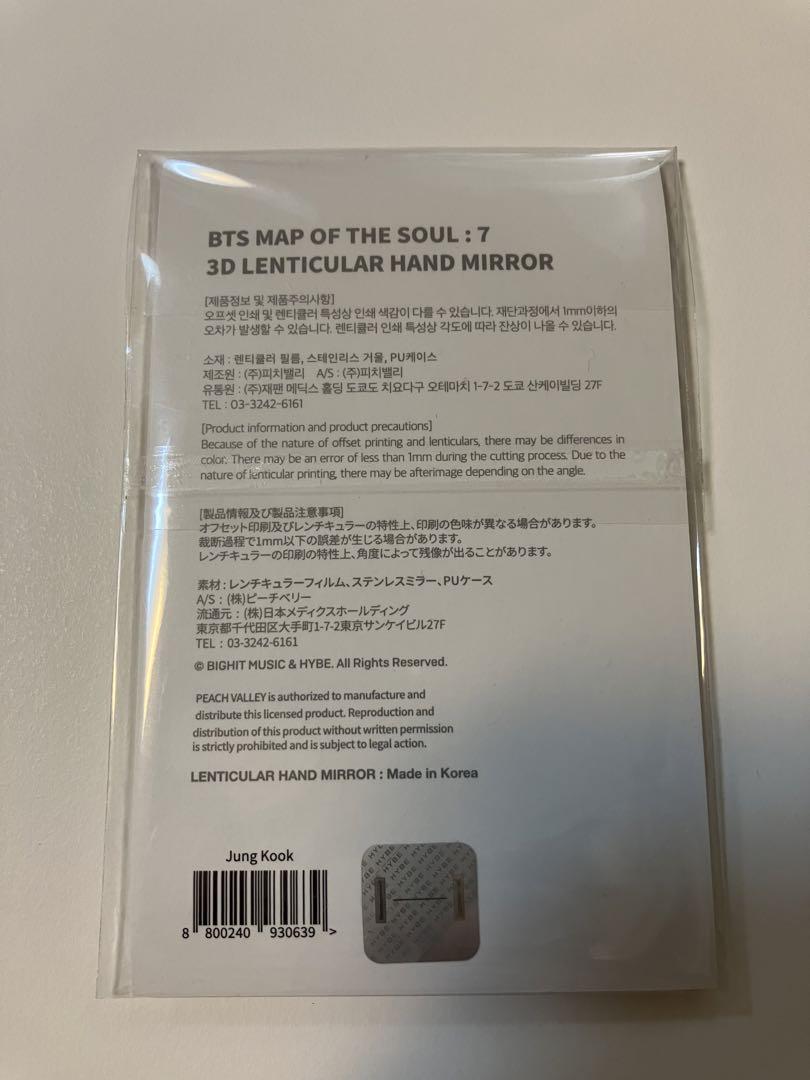 BTS MAP OF THE SOUL : 7
3D LENTICULAR HAND MIRROR
[제품정보 및 제품주의사항]
오프셋 인쇄 및 렌티큘러 특성상 인쇄 색감이 다를 수 있습니다. 재단과정에서 1mm이하의
오차가 발생할 수 있습니다. 렌티큘러 인쇄 특성상 각도에 따라 잔상이 나올 수 있습니다.
소재 : 렌티큘러 필름, 스테인리스 거울, PU케이스
제조원 : (주)피치밸리 A/S : (주)피치밸리
유통원 : (주)재팬 메딕스 홀딩 도쿄도 치요다구 오테마치 1-7-2 도쿄 산케이빌딩 27F
TEL : 03-3242-6161
[Product information and product precautions]
Because of the nature of offset printing and lenticulars, there may be differences in
color. There may be an error of less than 1mm during the cutting process. Due to the
nature of lenticular printing, there may be afterimage depending on the angle.
[製品情報及び製品注意事項]
オフセット印刷及びレンチキュラーの特性上、印刷の色味が異なる場合があります。
裁断過程で1mm以下の誤差が生じる場合があります。
レンチキュラーの印刷の特性上、角度によって残像が出ることがあります。
素材 : レンチキュラーフィルム、ステンレスミラー、PUケース
A/S : (株)ピーチベリー
流通元 : (株)日本メディクスホールディング
東京都千代田区大手町1-7-2東京サンケイビル27F
TEL : 03-3242-6161
© BIGHIT MUSIC & HYBE. All Rights Reserved.
PEACH VALLEY is authorized to manufacture and
distribute this licensed product. Reproduction and
distribution of this product without written permission
is strictly prohibited and is subject to legal action.
LENTICULAR HAND MIRROR : Made in Korea
Jung Kook
8 800240 930639 >
HYBE HYBE HYBE